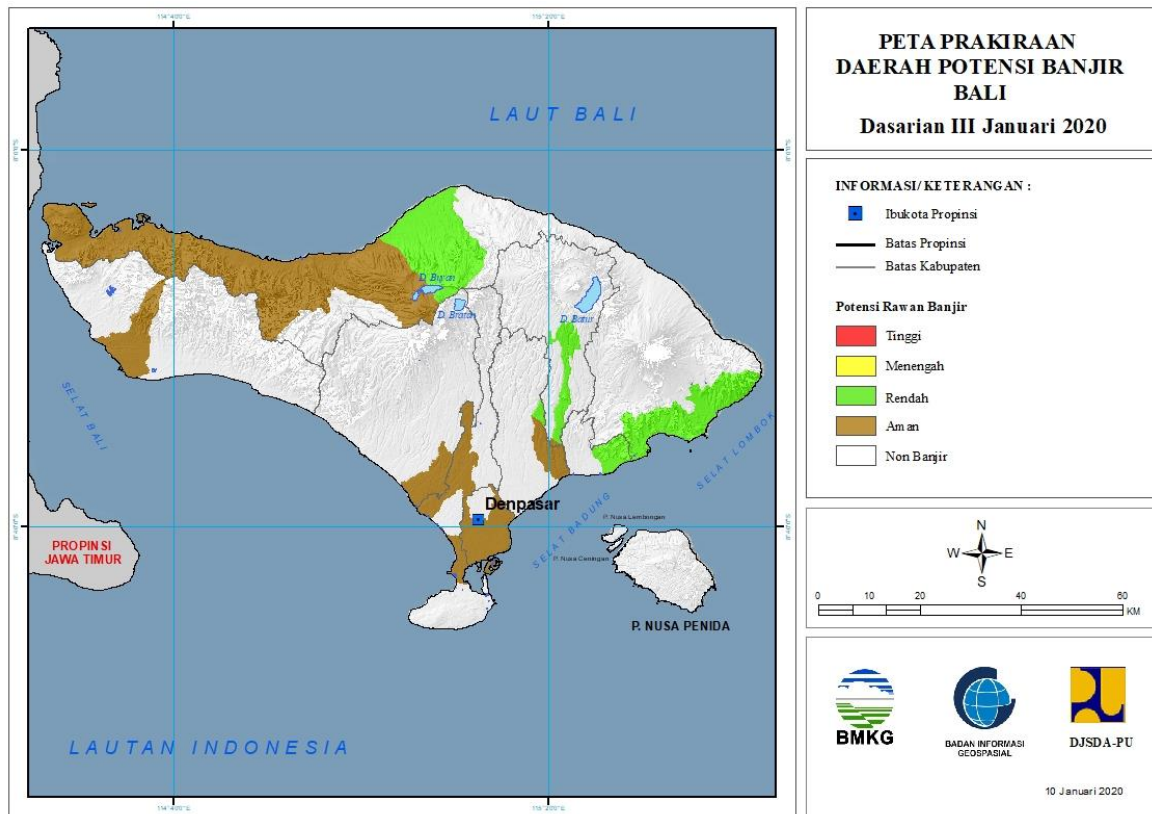 PETA PRAKIRAAN
DAERAH POTENSI BANJIR
BALI
Dasarian III Januari 2020
INFORMASI/ KETERANGAN :
Ibukota Propinsi
Batas Propinsi
Batas Kabupaten
Potensi Rawan Banjir
Tinggi
Menengah
Rendah
Aman
Non Banjir
N
W E
S
0 10 20 40 60
KM
BMKG
BADAN INFORMASI
GEOSPASIAL
DJSDA-PU
10 Januari 2020
LAUT BALI
D. Buyan
D. Bratan
D. Batur
SELAT BALI
SELAT LOMBOK
Denpasar
SELAT BADUNG
P. Nusa Lembongan
P. Nusa Ceningan
PROPINSI
JAWA TIMUR
P. NUSA PENIDA
LAUTAN INDONESIA